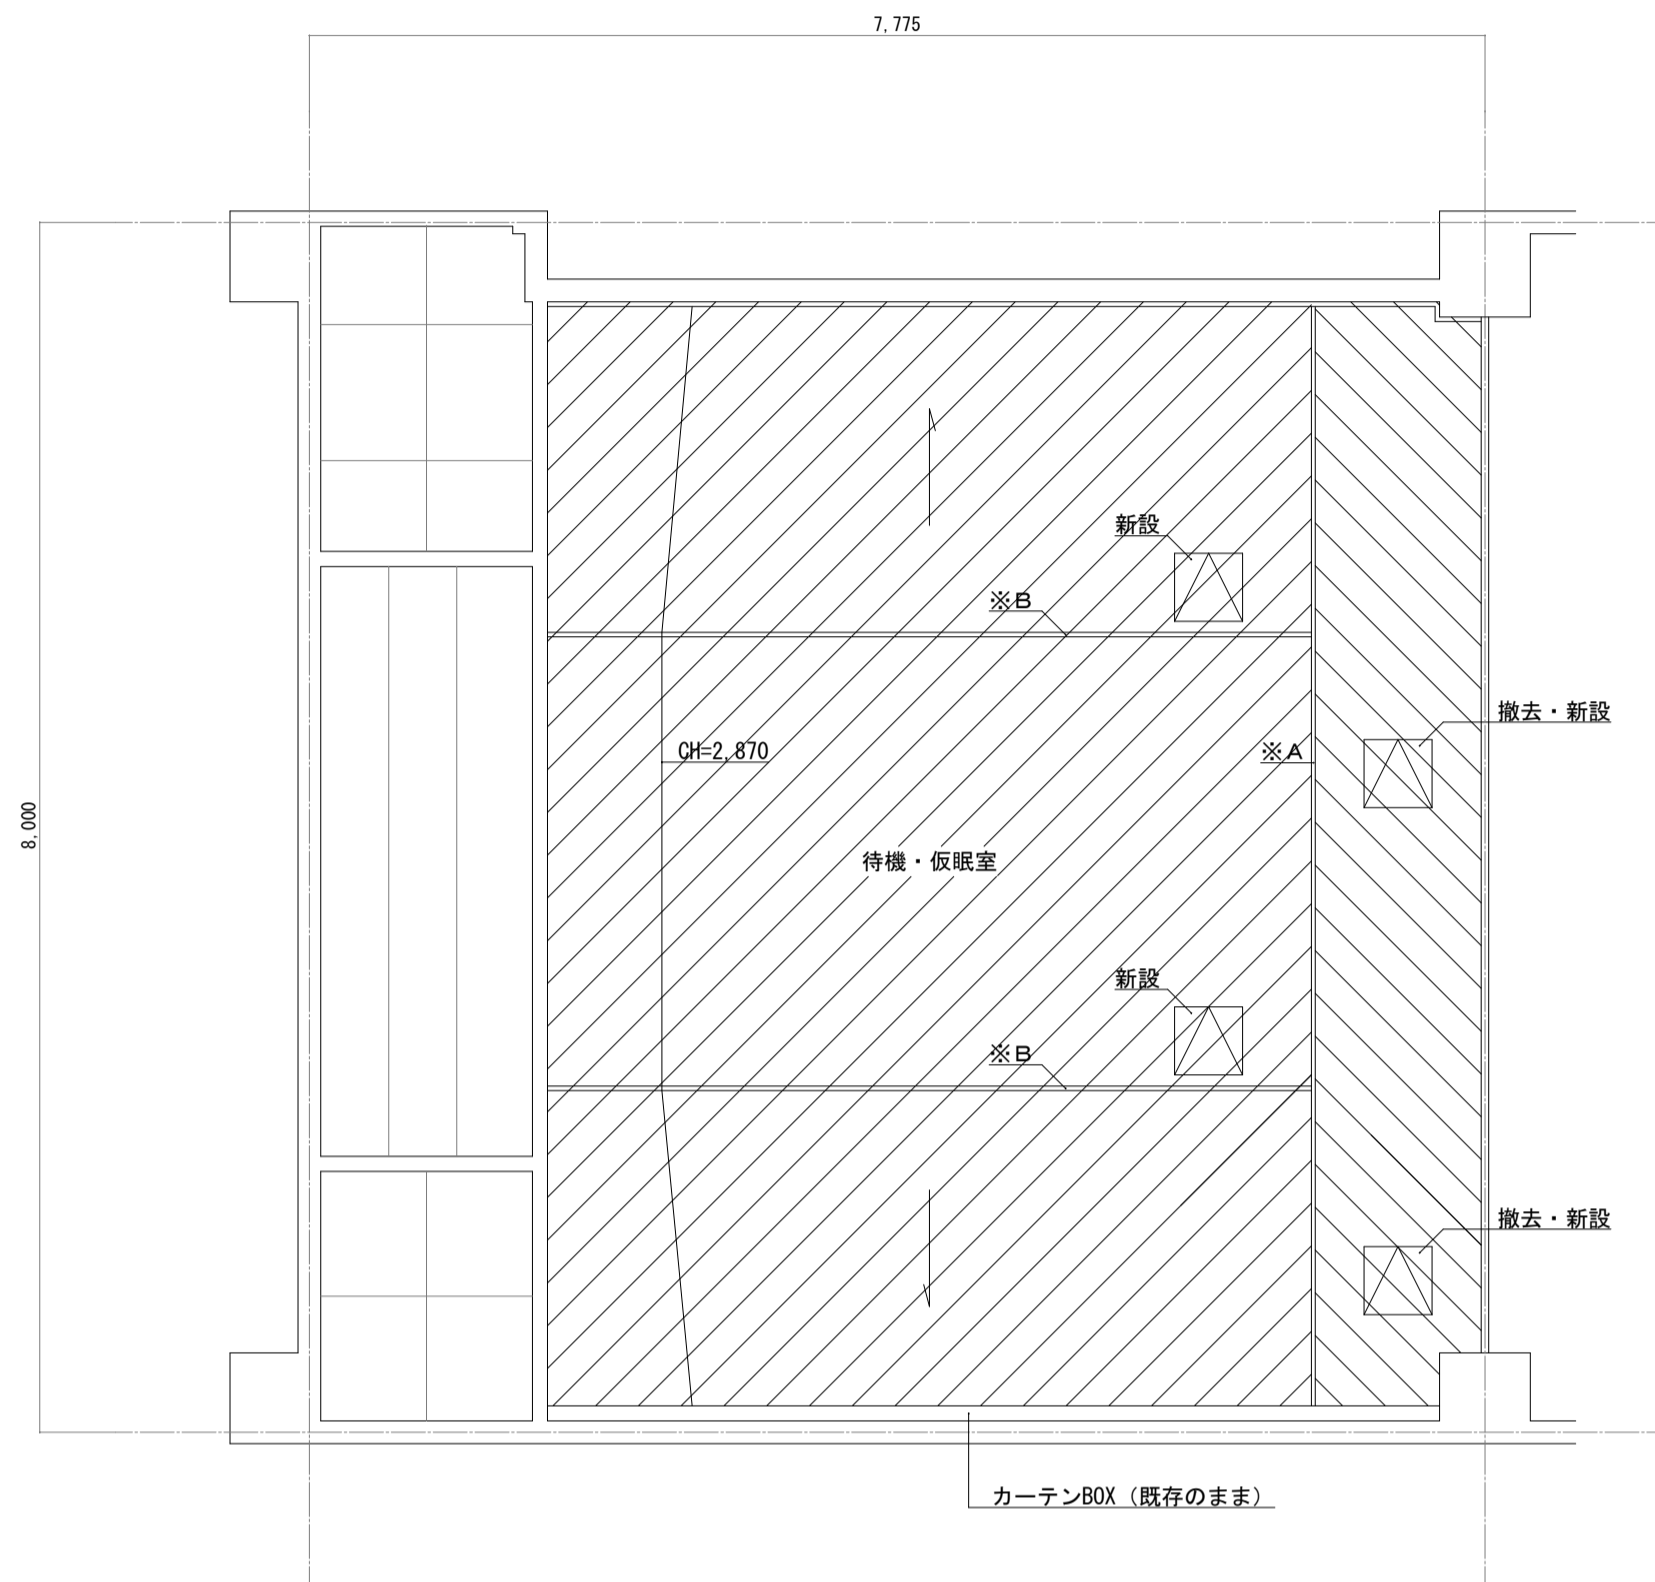 7,775
新設
※B
撤去・新設
CH=2,870
※A
8,000
待機・仮眠室
新設
※B
撤去・新設
カーテンBOX（既存のまま）